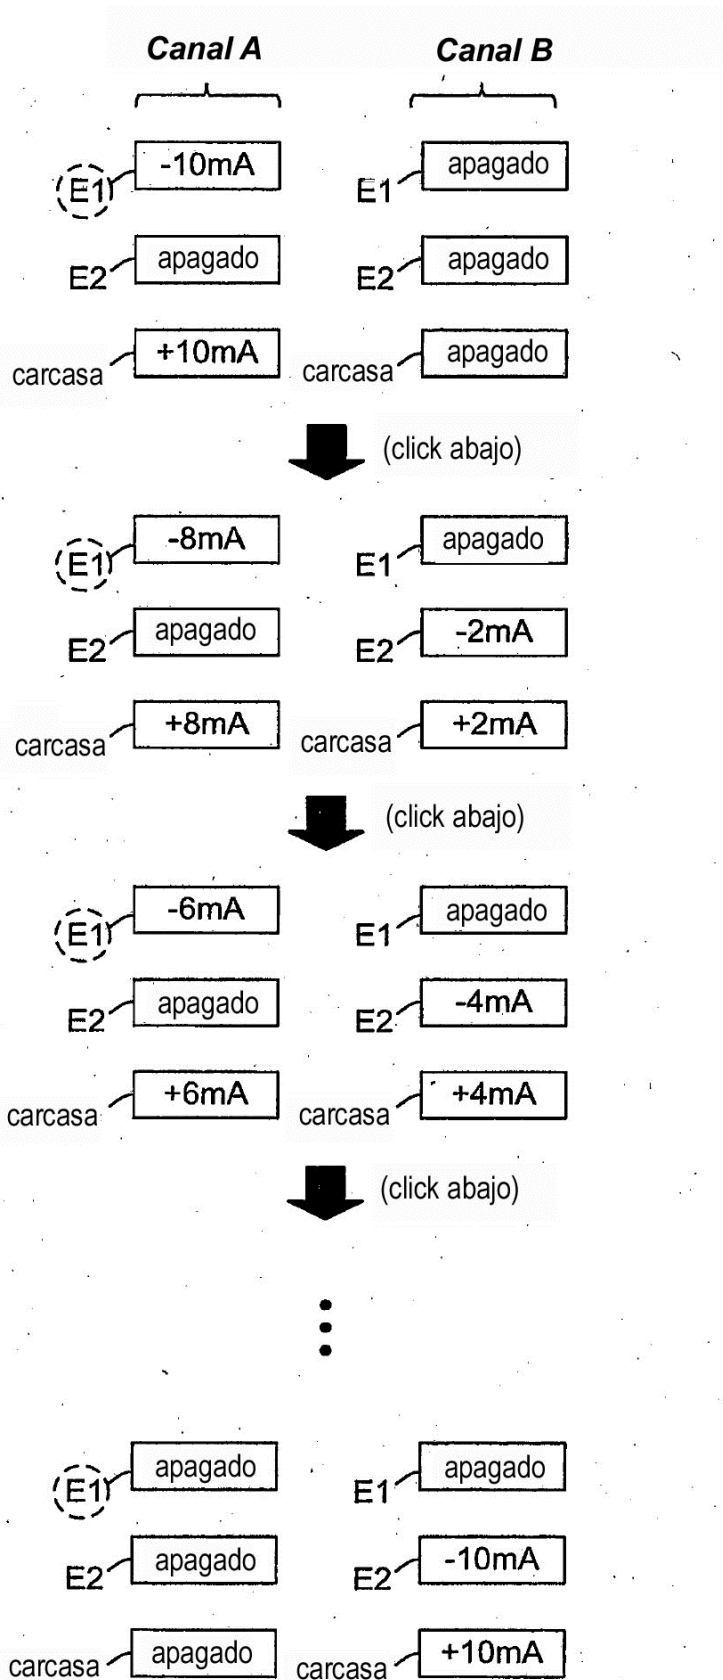 Canal A Canal B
E1 -10mA E1 apagado
E2 apagado E2 apagado
carcasa +10mA carcasa apagado
(click abajo)
E1 -8mA E1 apagado
E2 apagado E2 -2mA
carcasa +8mA carcasa +2mA
(click abajo)
E1 -6mA E1 apagado
E2 apagado E2 -4mA
carcasa +6mA carcasa +4mA
(click abajo)
E1 apagado E1 apagado
E2 apagado E2 -10mA
carcasa apagado carcasa +10mA